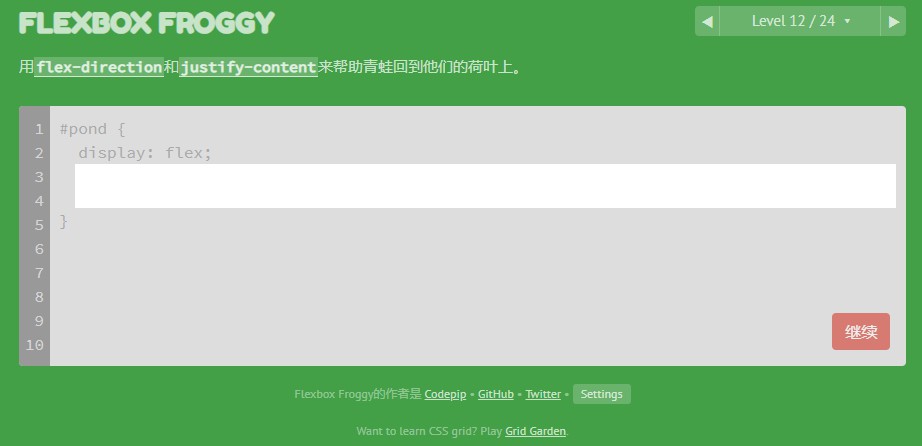 FLEXBOX FROGGY
◀ Level 12 / 24 ▾ ▶
用flex-direction和justify-content来帮助青蛙回到他们的荷叶上。
1 #pond {
2 display: flex;
3
4
5 }
6
7
8
9
10
继续
Flexbox Froggy的作者是 Codepip • GitHub • Twitter • Settings
Want to learn CSS grid? Play Grid Garden.